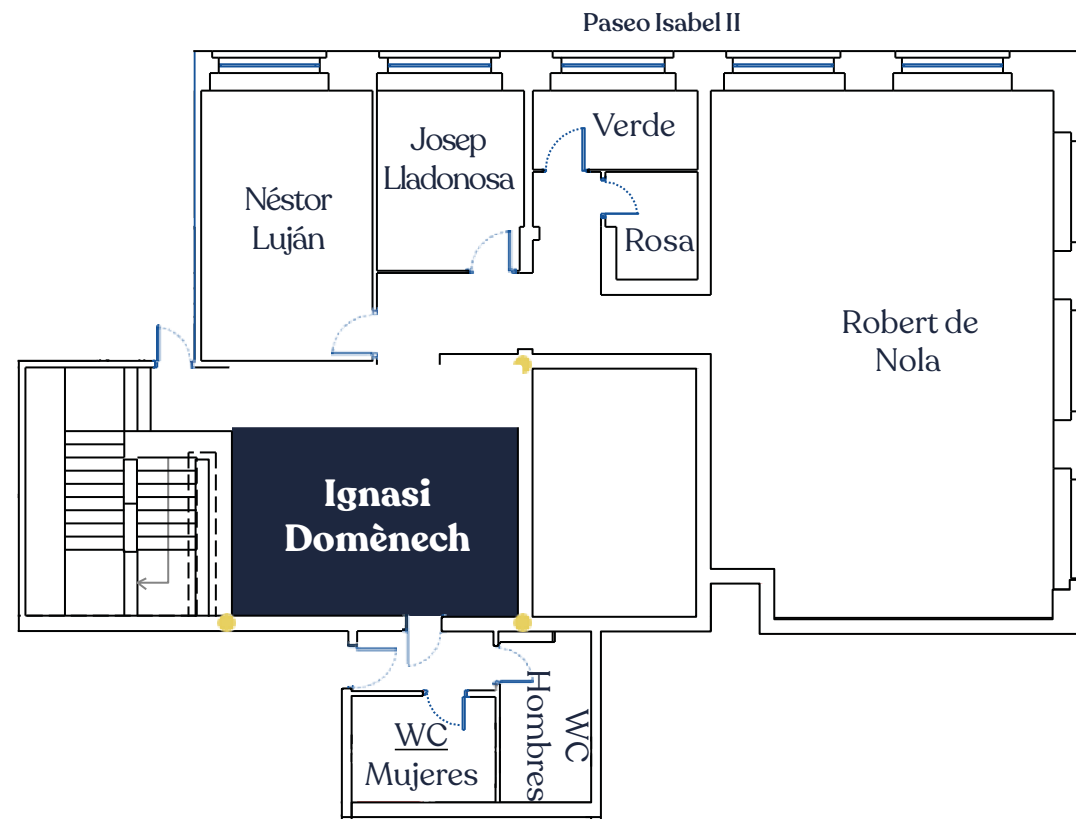 Paseo Isabel II
Verde
Josep
Lladonosa
Néstor
Luján
Rosa
Robert de
Nola
Ignasi
Domènech
WC
Mujeres
WC
Hombres